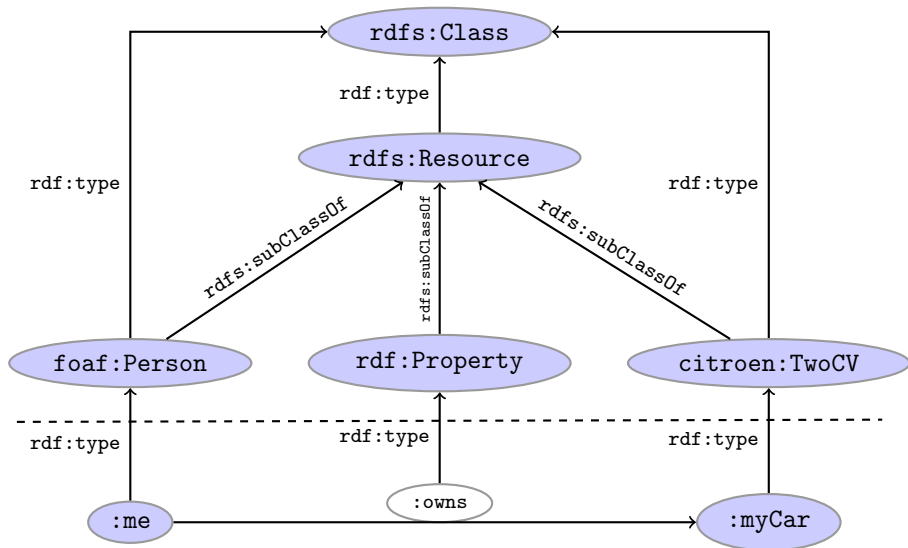 rdfs:Class
rdf:type
rdfs:Resource
rdf:type
rdf:type
rdfs:subClassOf
rdfs:subClassOf
rdfs:subClassOf
foaf:Person
rdf:Property
citroen:TwoCV
rdf:type
rdf:type
rdf:type
:owns
:me
:myCar